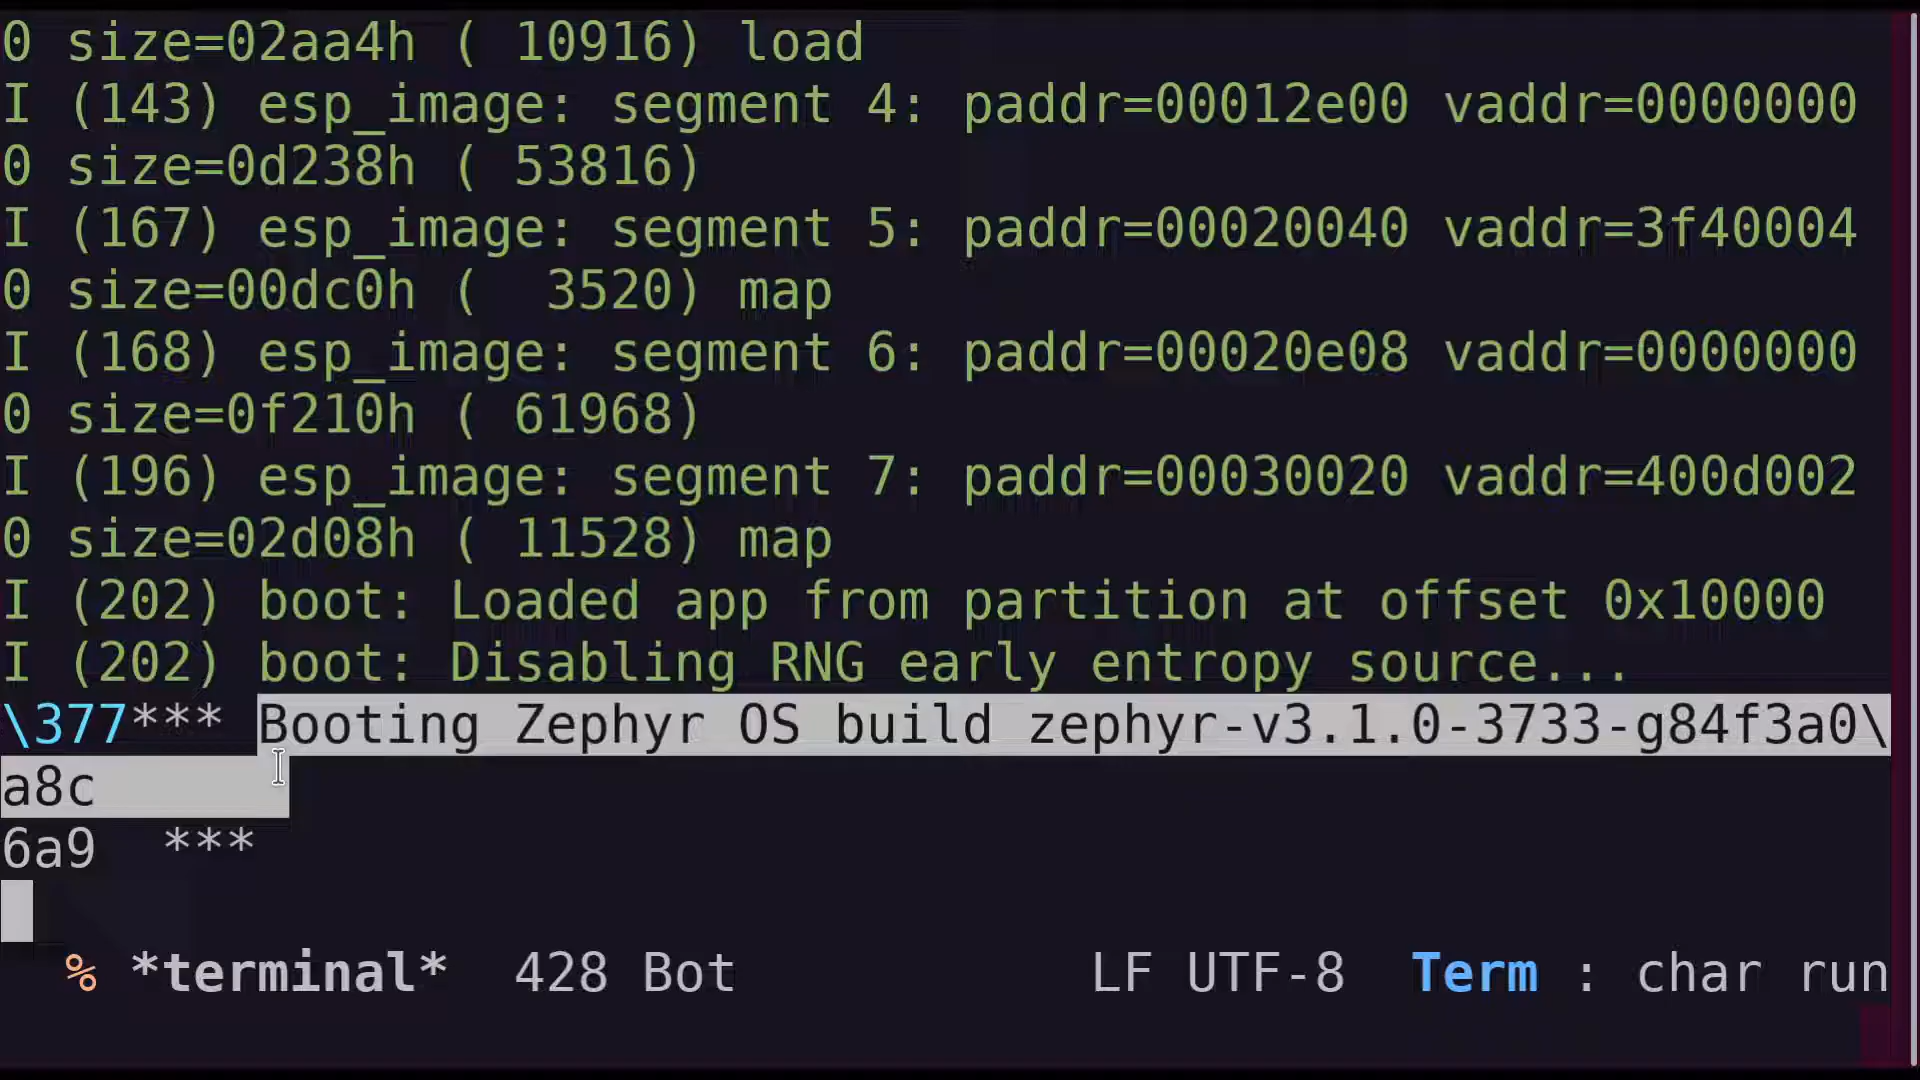 0 size=02aa4h ( 10916) load
I (143) esp_image: segment 4: paddr=00012e00 vaddr=0000000
0 size=0d238h ( 53816)
I (167) esp_image: segment 5: paddr=00020040 vaddr=3f40004
0 size=00dc0h (  3520) map
I (168) esp_image: segment 6: paddr=00020e08 vaddr=0000000
0 size=0f210h ( 61968)
I (196) esp_image: segment 7: paddr=00030020 vaddr=400d002
0 size=02d08h ( 11528) map
I (202) boot: Loaded app from partition at offset 0x10000
I (202) boot: Disabling RNG early entropy source...
\377*** Booting Zephyr OS build zephyr-v3.1.0-3733-g84f3a0\
a8c
6a9  ***
% *terminal*  428 Bot LF UTF-8  Term : char run